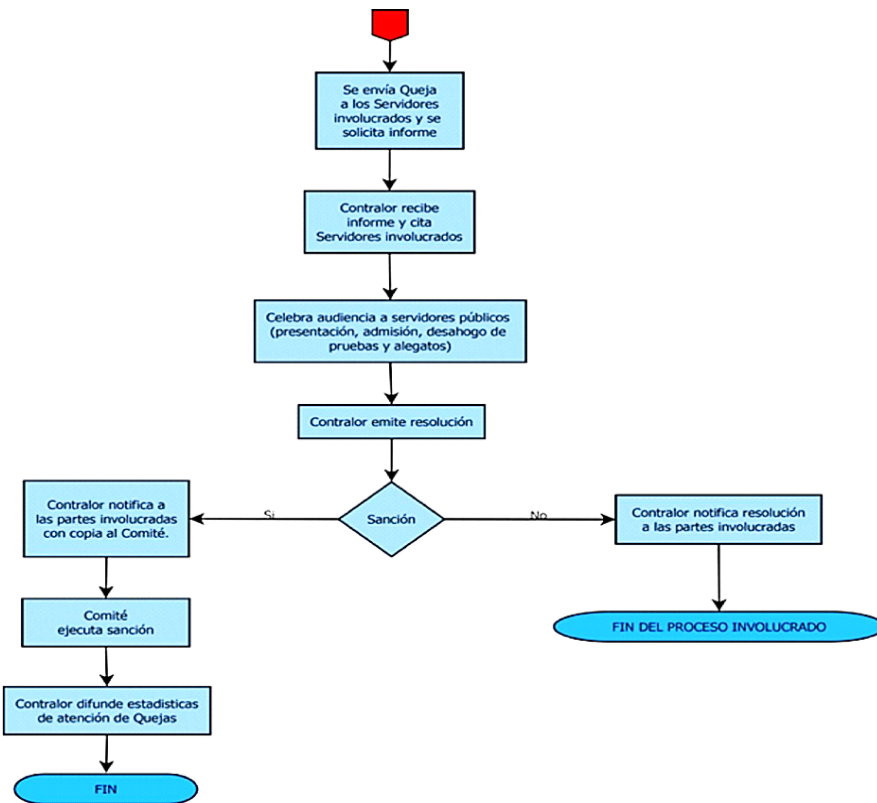 Se envía Queja
a los Servidores
involucrados y se
solicita informe
Contralor recibe
informe y cita
Servidores involucrados
Celebra audiencia a servidores públicos
(presentación, admisión, desahogo de
pruebas y alegatos)
Contralor emite resolución
Sanción
Si
No
Contralor notifica a
las partes involucradas
con copia al Comité.
Comité
ejecuta sanción
Contralor difunde estadisticas
de atención de Quejas
FIN
Contralor notifica resolución
a las partes involucradas
FIN DEL PROCESO INVOLUCRADO